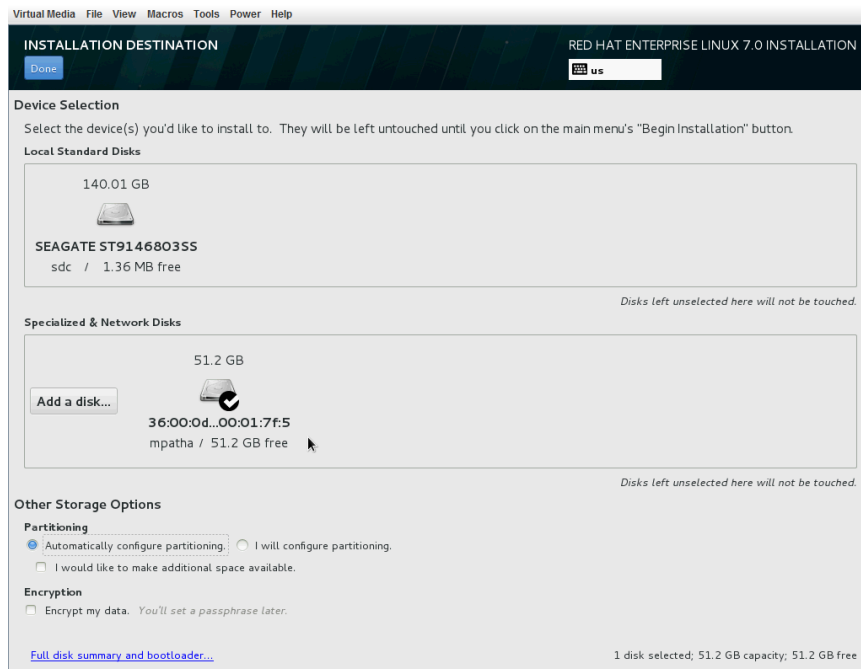 Virtual Media File View Macros Tools Power Help
INSTALLATION DESTINATION
Done
RED HAT ENTERPRISE LINUX 7.0 INSTALLATION
us
Device Selection
Select the device(s) you'd like to install to. They will be left untouched until you click on the main menu's "Begin Installation" button.
Local Standard Disks
140.01 GB
SEAGATE ST9146803SS
sdc / 1.36 MB free
Disks left unselected here will not be touched.
Specialized & Network Disks
Add a disk...
51.2 GB
36:00:0d...00:01:7f:5
mpatha / 51.2 GB free
Disks left unselected here will not be touched.
Other Storage Options
Partitioning
Automatically configure partitioning. I will configure partitioning.
I would like to make additional space available.
Encryption
Encrypt my data. You'll set a passphrase later.
Full disk summary and bootloader... 1 disk selected; 51.2 GB capacity; 51.2 GB free